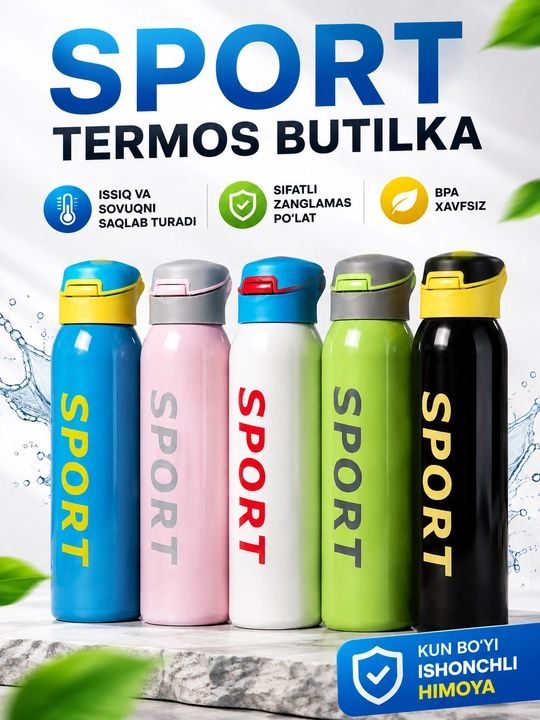 SPORT
TERMOS BUTILKA
ISSIQ VA
SOVUQNI
SAQLAB TURADI
SIFATLI
ZANGLAMAS
PO‘LAT
BPA
XAVFSIZ
SPORT
SPORT
SPORT
SPORT
SPORT
KUN BO‘YI
ISHONCHLI
HIMOYA